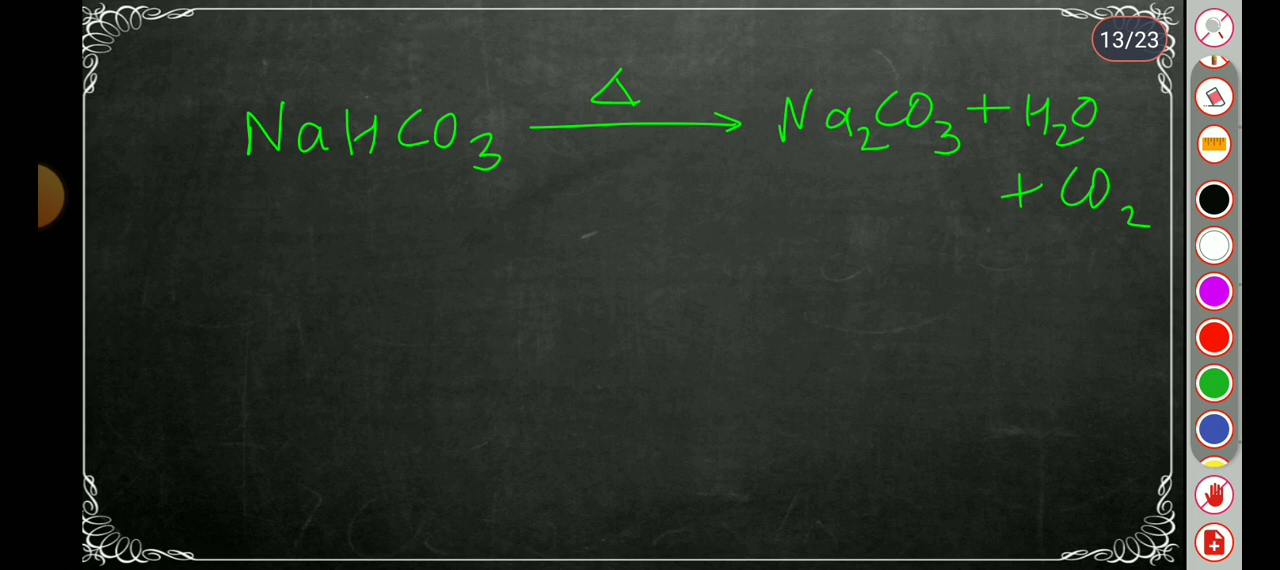 13/23
NaHCO₃ —Δ→ Na₂CO₃ + H₂O
+ CO₂